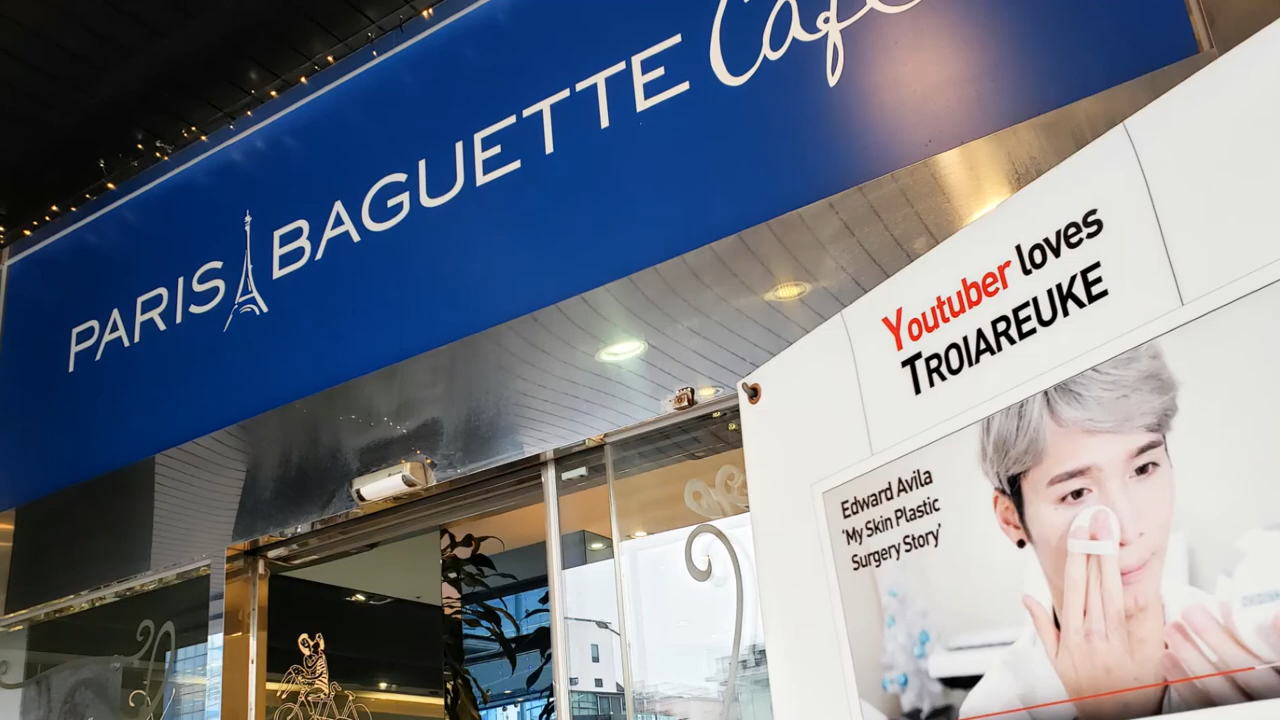 PARIS BAGUETTE Café
Youtuber loves
TROIAREUKE
Edward Avila
'My Skin Plastic
Surgery Story'